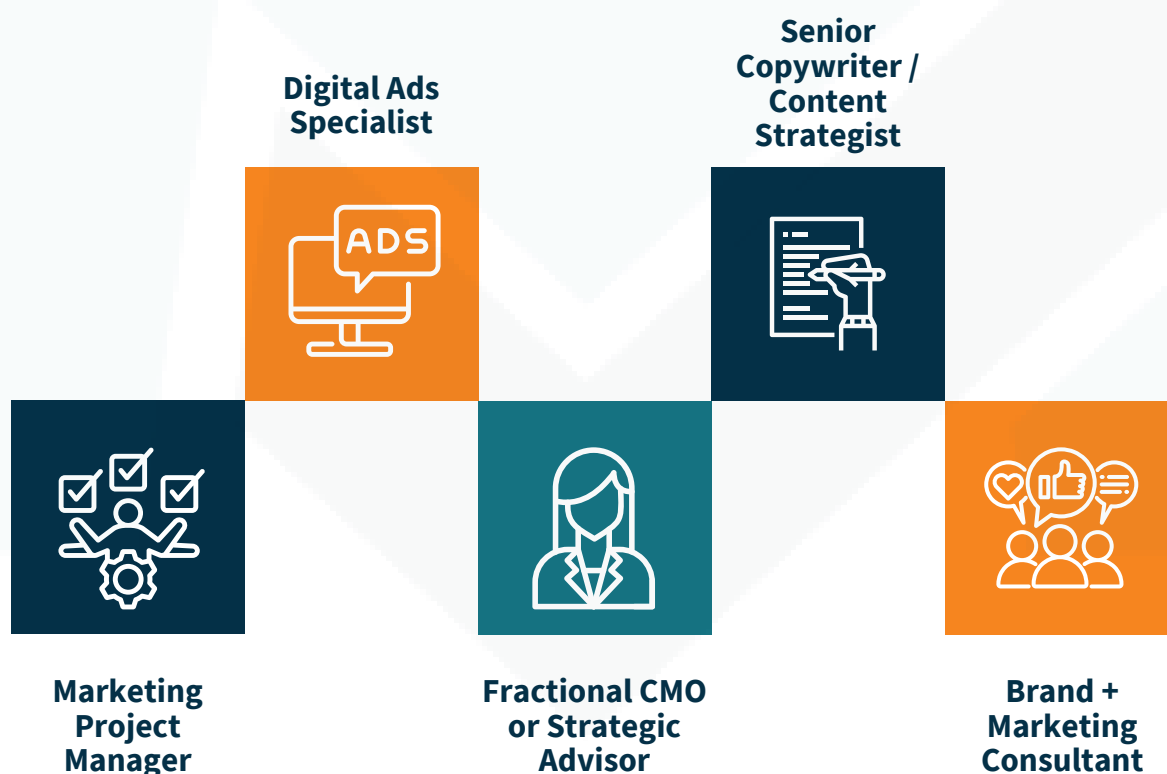 Digital Ads
Specialist
Senior
Copywriter /
Content
Strategist
ADS
Marketing
Project
Manager
Fractional CMO
or Strategic
Advisor
Brand +
Marketing
Consultant